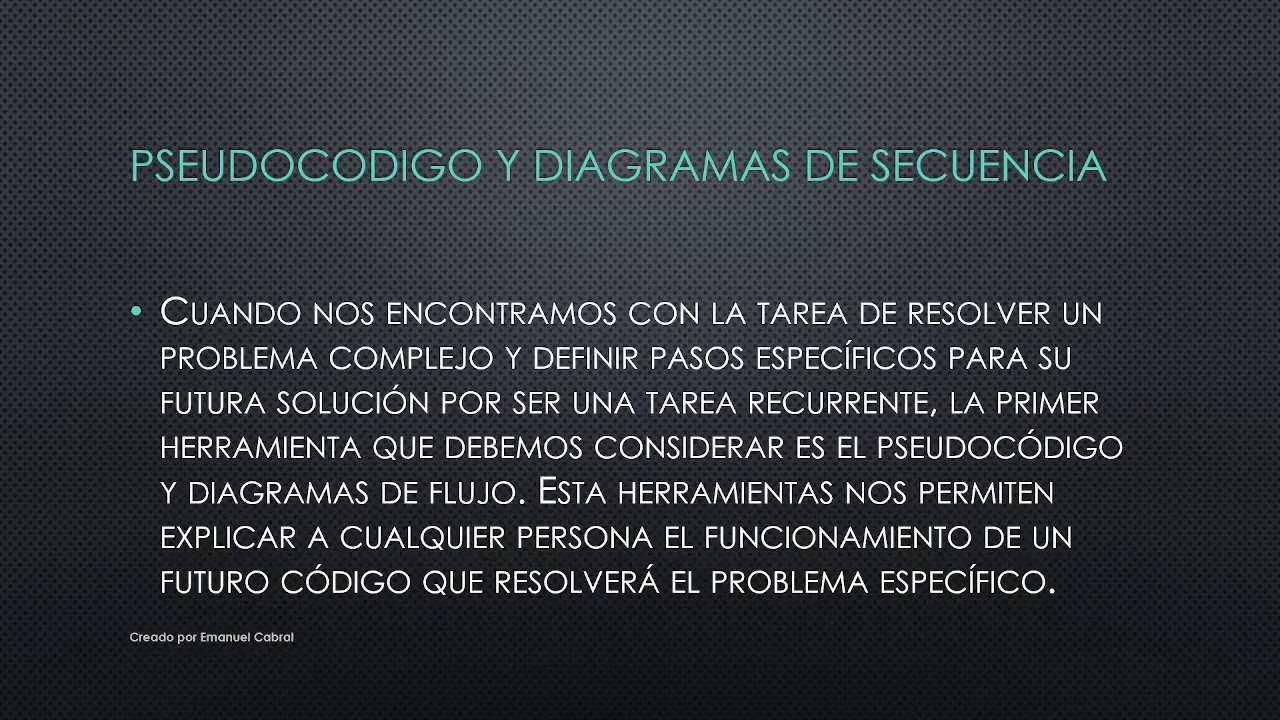 PSEUDOCODIGO Y DIAGRAMAS DE SECUENCIA
• CUANDO NOS ENCONTRAMOS CON LA TAREA DE RESOLVER UN
PROBLEMA COMPLEJO Y DEFINIR PASOS ESPECÍFICOS PARA SU
FUTURA SOLUCIÓN POR SER UNA TAREA RECURRENTE, LA PRIMER
HERRAMIENTA QUE DEBEMOS CONSIDERAR ES EL PSEUDOCÓDIGO
Y DIAGRAMAS DE FLUJO. ESTA HERRAMIENTAS NOS PERMITEN
EXPLICAR A CUALQUIER PERSONA EL FUNCIONAMIENTO DE UN
FUTURO CÓDIGO QUE RESOLVERÁ EL PROBLEMA ESPECÍFICO.
Creado por Emanuel Cabral